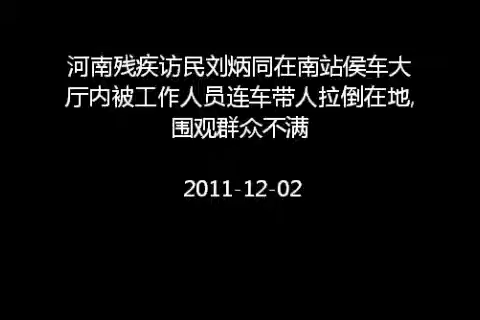 河南残疾访民刘炳同在南站侯车大
厅内被工作人员连车带人拉倒在地,
围观群众不满
2011-12-02